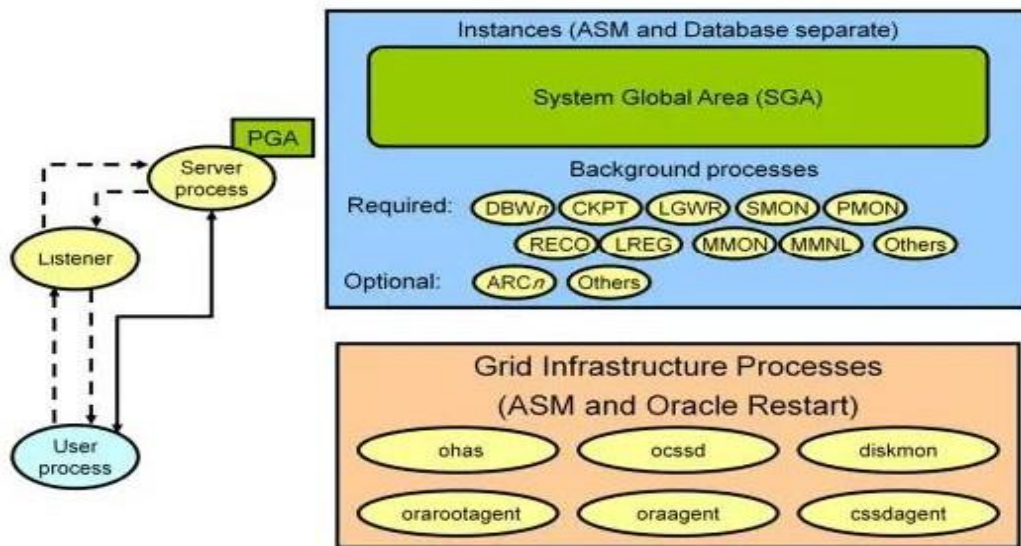 Instances (ASM and Database separate)
System Global Area (SGA)
PGA
Server
process
Background processes
Required: DBWn CKPT LGWR SMON PMON
RECO LREG MMON MMNL Others
Optional: ARCn Others
Listener
User
process
Grid Infrastructure Processes
(ASM and Oracle Restart)
ohas ocssd diskmon
orarootagent oraagent cssdagent